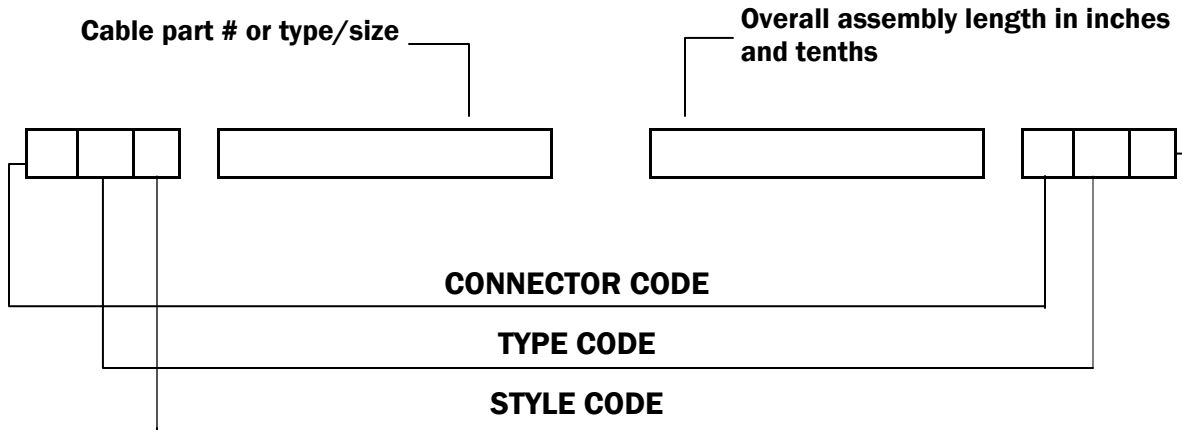 Cable part # or type/size
Overall assembly length in inches
and tenths
CONNECTOR CODE
TYPE CODE
STYLE CODE